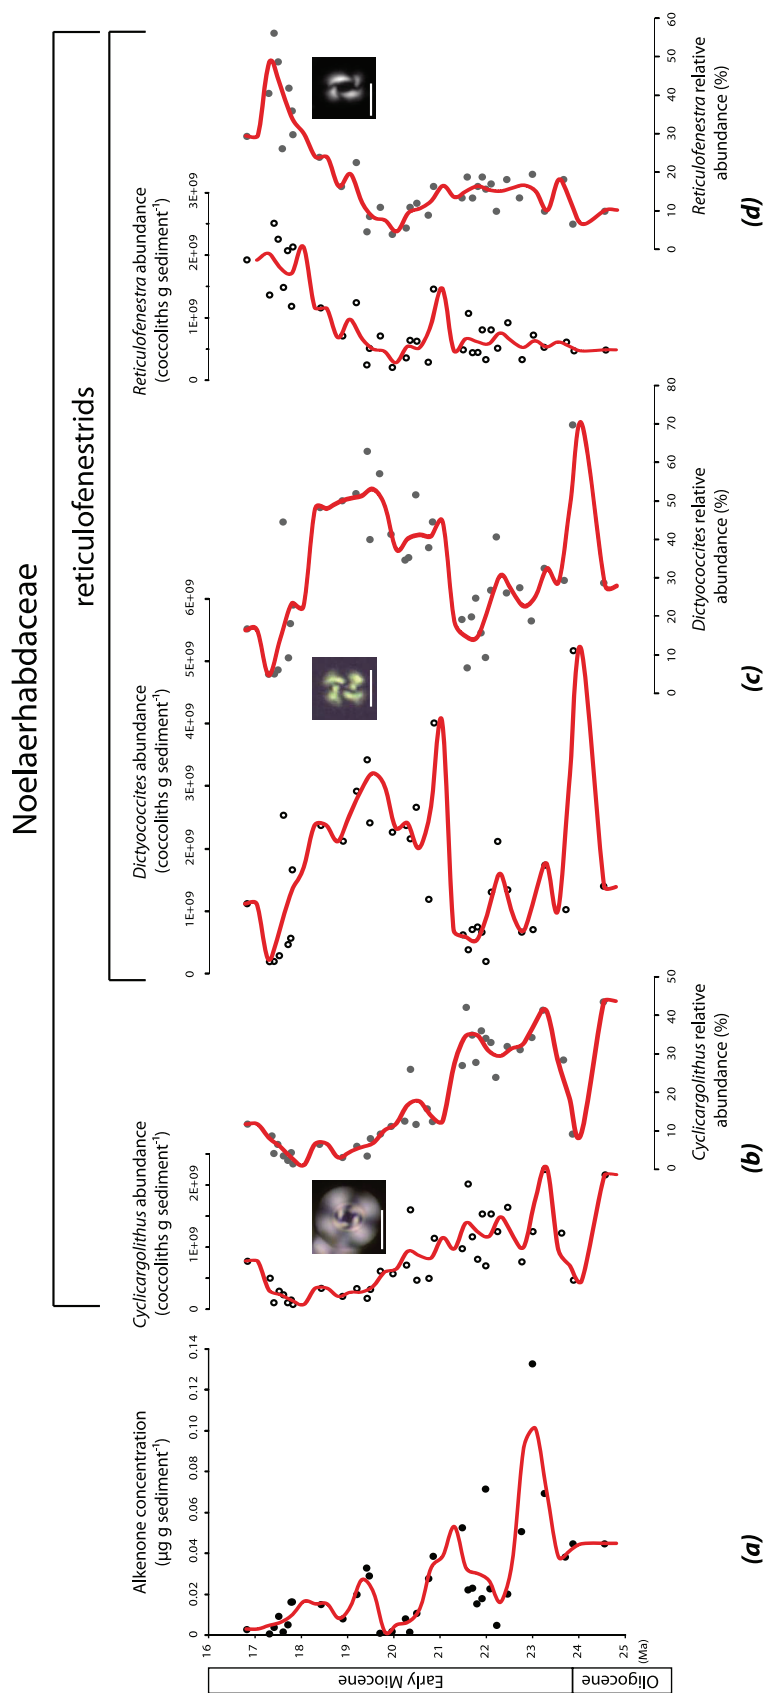 Noelaerhabdaceae
reticulofenestrids
Alkenone concentration
(µg g sediment-1)
0 0.02 0.04 0.06 0.08 0.10 0.12 0.14
Cyclicargolithus abundance
(coccoliths g sediment-1)
0 1E+09 2E+09
Dictyococcites abundance
(coccoliths g sediment-1)
0 1E+09 2E+09 3E+09 4E+09 5E+09 6E+09
Reticulofenestra abundance
(coccoliths g sediment-1)
0 1E+09 2E+09 3E+09
16
17
18
19
20
21
22
23
24
25
(Ma)
Early Miocene
Oligocene
0 10 20 30 40 50
Cyclicargolithus relative
abundance (%)
0 10 20 30 40 50 60 70 80
Dictyococcites relative
abundance (%)
0 10 20 30 40 50 60
Reticulofenestra relative
abundance (%)
(a)
(b)
(c)
(d)